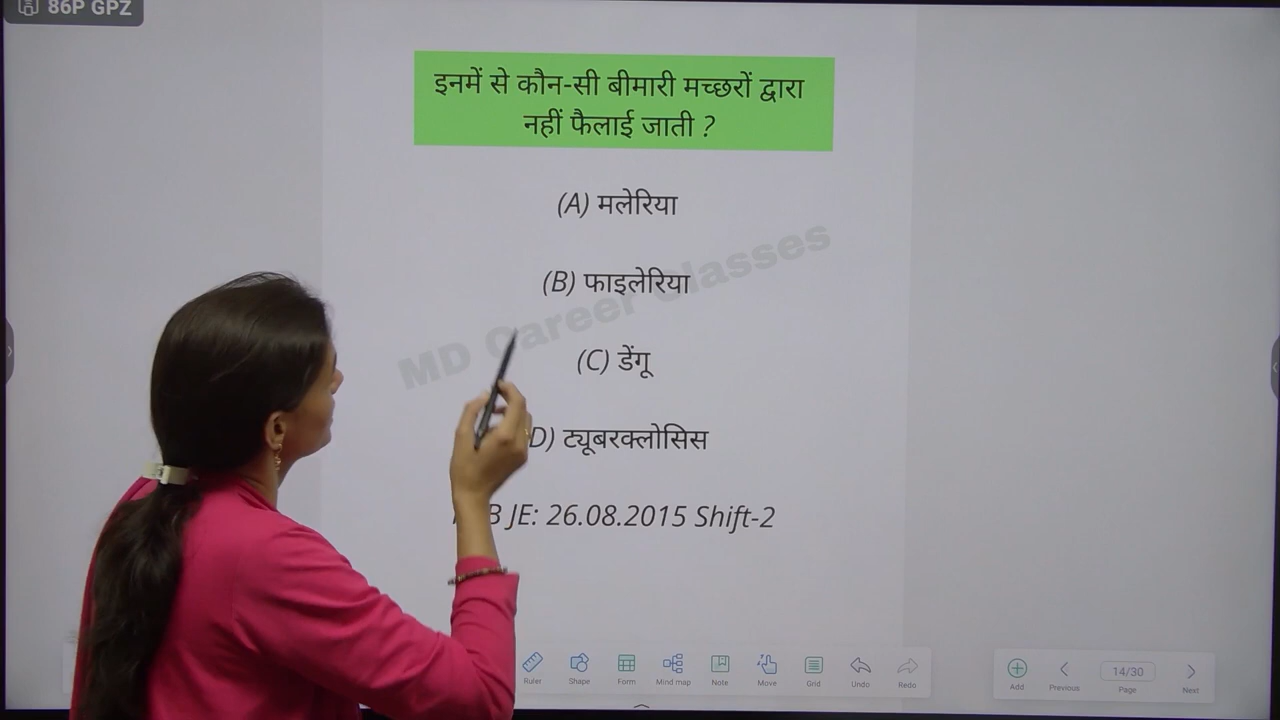 86P GPZ
इनमें से कौन-सी बीमारी मच्छरों द्वारा
नहीं फैलाई जाती ?
(A) मलेरिया
(B) फाइलेरिया
MD Career Classes
(C) डेंगू
D) ट्यूबरक्लोसिस
B JE: 26.08.2015 Shift-2
Ruler
Shape
Form
Mind map
Note
Move
Grid
Undo
Redo
Add
Previous
14/30
Page
Next